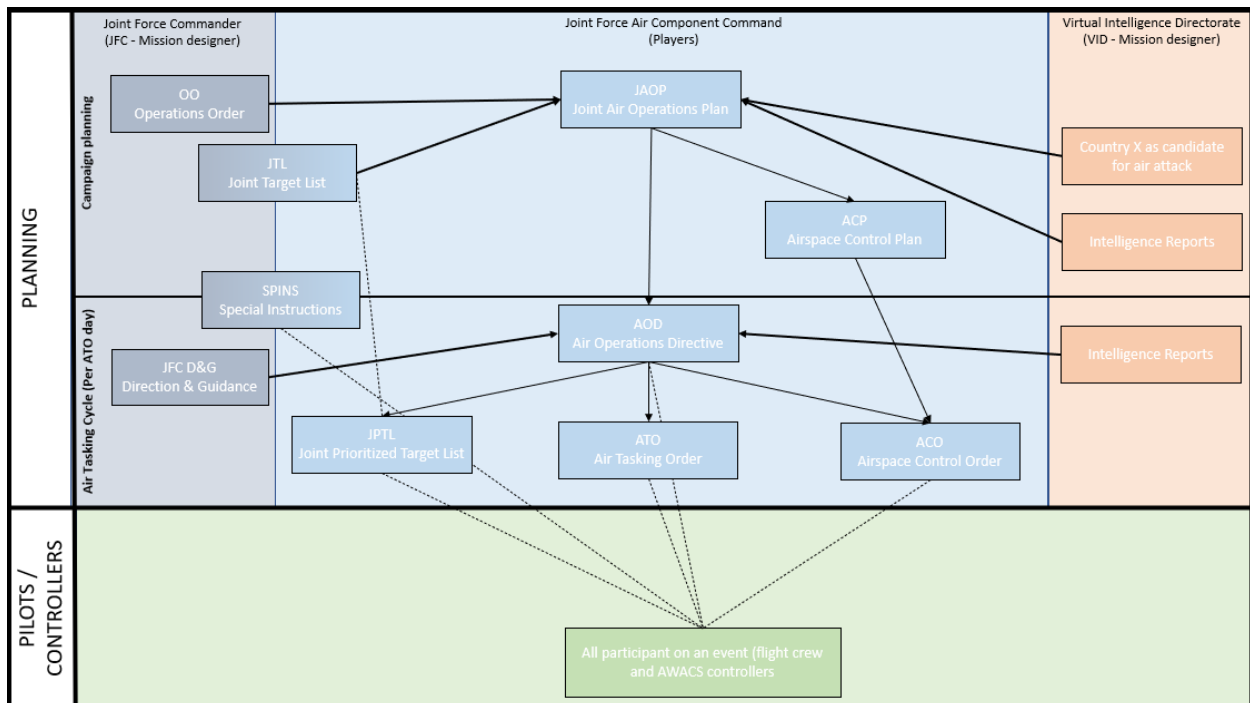 Joint Force Commander
(JFC - Mission designer)
Joint Force Air Component Command
(Players)
Virtual Intelligence Directorate
(VID – Mission designer)
PLANNING
Campaign planning
OO
Operations Order
JAOP
Joint Air Operations Plan
JTL
Joint Target List
Country X as candidate
for air attack
ACP
Airspace Control Plan
Intelligence Reports
SPINS
Special Instructions
Air Tasking Cycle (Per ATO day)
AOD
Air Operations Directive
JFC D&G
Direction & Guidance
Intelligence Reports
JPTL
Joint Prioritized Target List
ATO
Air Tasking Order
ACO
Airspace Control Order
PILOTS /
CONTROLLERS
All participant on an event (flight crew
and AWACS controllers